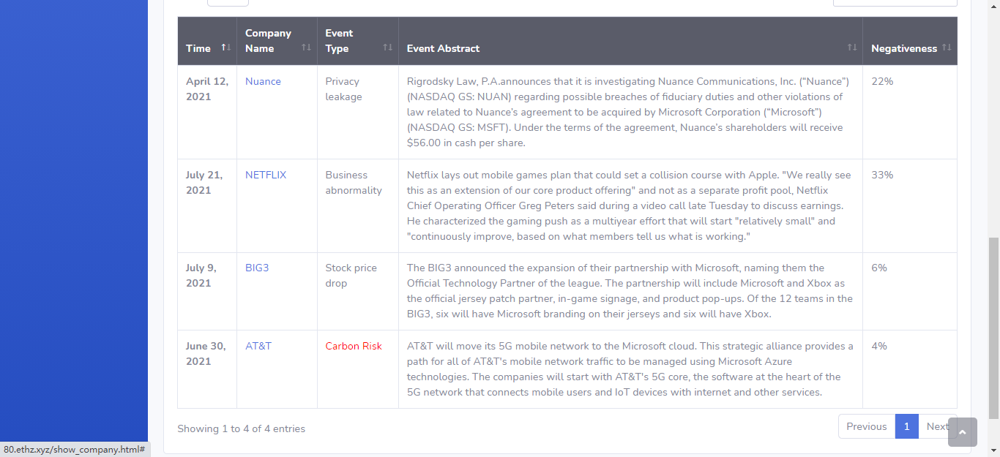 Time
Company
Name
Event
Type
Event Abstract
Negativeness
April 12,
2021
Nuance
Privacy
leakage
Rigrodsky Law, P.A.announces that it is investigating Nuance Communications, Inc. (“Nuance”)
(NASDAQ GS: NUAN) regarding possible breaches of fiduciary duties and other violations of
law related to Nuance’s agreement to be acquired by Microsoft Corporation (“Microsoft”)
(NASDAQ GS: MSFT). Under the terms of the agreement, Nuance’s shareholders will receive
$56.00 in cash per share.
22%
July 21,
2021
NETFLIX
Business
abnormality
Netflix lays out mobile games plan that could set a collision course with Apple. "We really see
this as an extension of our core product offering" and not as a separate profit pool, Netflix
Chief Operating Officer Greg Peters said during a video call late Tuesday to discuss earnings.
He characterized the gaming push as a multiyear effort that will start "relatively small" and
"continuously improve, based on what members tell us what is working."
33%
July 9,
2021
BIG3
Stock price
drop
The BIG3 announced the expansion of their partnership with Microsoft, naming them the
Official Technology Partner of the league. The partnership will include Microsoft and Xbox as
the official jersey patch partner, in-game signage, and product pop-ups. Of the 12 teams in the
BIG3, six will have Microsoft branding on their jerseys and six will have Xbox.
6%
June 30,
2021
AT&T
Carbon Risk
AT&T will move its 5G mobile network to the Microsoft cloud. This strategic alliance provides a
path for all of AT&T's mobile network traffic to be managed using Microsoft Azure
technologies. The companies will start with AT&T's 5G core, the software at the heart of the
5G network that connects mobile users and IoT devices with internet and other services.
4%
Showing 1 to 4 of 4 entries
Previous
1
Next
80.ethz.xyz/show_company.html#